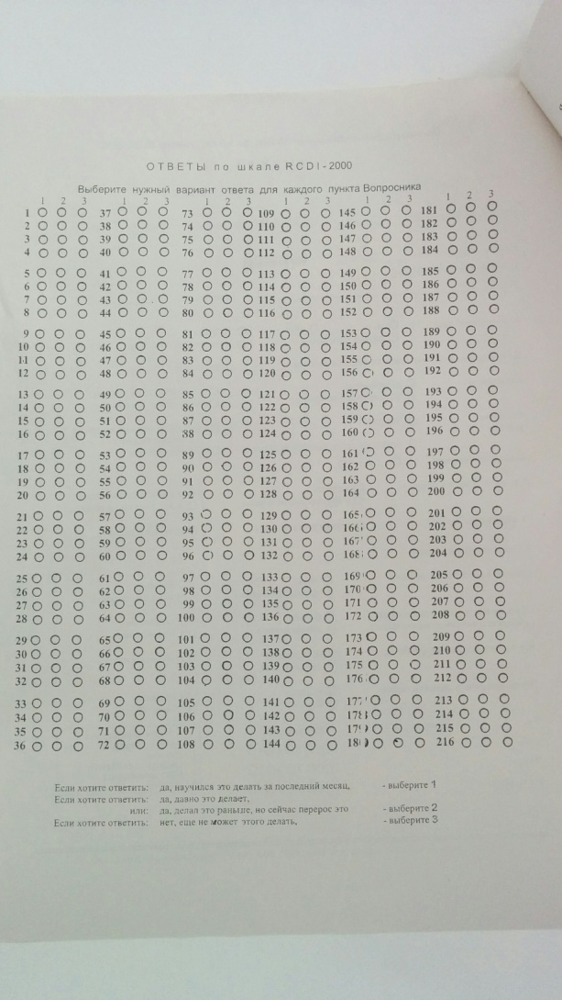 ОТВЕТЫ по шкале RCDI-2000
Выберите нужный вариант ответа для каждого пункта Вопросника
1 2 3 1 2 3 1 2 3 1 2 3 1 2 3 1 2 3
1 37 73 109 145 181
2 38 74 110 146 182
3 39 75 111 147 183
4 40 76 112 148 184
5 41 77 113 149 185
6 42 78 114 150 186
7 43 79 115 151 187
8 44 80 116 152 188
9 45 81 117 153 189
10 46 82 118 154 190
11 47 83 119 155 191
12 48 84 120 156 192
13 49 85 121 157 193
14 50 86 122 158 194
15 51 87 123 159 195
16 52 88 124 160 196
17 53 89 125 161 197
18 54 90 126 162 198
19 55 91 127 163 199
20 56 92 128 164 200
21 57 93 129 165 201
22 58 94 130 166 202
23 59 95 131 167 203
24 60 96 132 168 204
25 61 97 133 169 205
26 62 98 134 170 206
27 63 99 135 171 207
28 64 100 136 172 208
29 65 101 137 173 209
30 66 102 138 174 210
31 67 103 139 175 211
32 68 104 140 176 212
33 69 105 141 177 213
34 70 106 142 178 214
35 71 107 143 179 215
36 72 108 144 180 216
Если хотите ответить: да, научился это делать за последний месяц, - выберите 1
Если хотите ответить: да, давно это делает,
или: да, делал это раньше, но сейчас перерос это - выберите 2
Если хотите ответить: нет, еще не может этого делать, - выберите 3